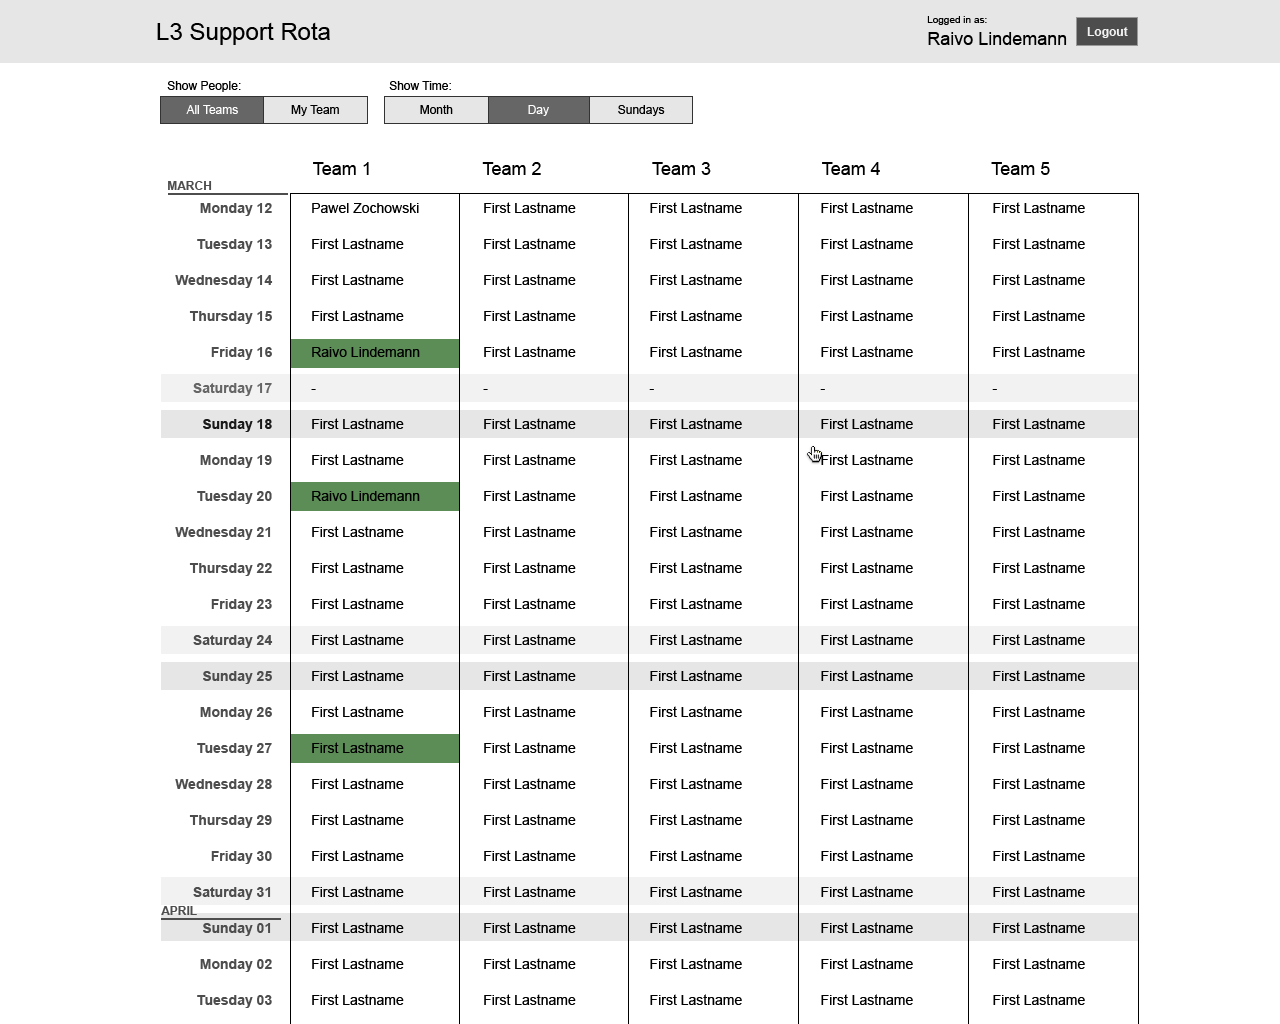 L3 Support Rota
Logged in as:
Raivo Lindemann
Logout
Show People:
Show Time:
All Teams My Team
Month Day Sundays
Team 1 Team 2 Team 3 Team 4 Team 5
MARCH
Monday 12 Pawel Zochowski First Lastname First Lastname First Lastname First Lastname
Tuesday 13 First Lastname First Lastname First Lastname First Lastname First Lastname
Wednesday 14 First Lastname First Lastname First Lastname First Lastname First Lastname
Thursday 15 First Lastname First Lastname First Lastname First Lastname First Lastname
Friday 16 Raivo Lindemann First Lastname First Lastname First Lastname First Lastname
Saturday 17 - - - - -
Sunday 18 First Lastname First Lastname First Lastname First Lastname First Lastname
Monday 19 First Lastname First Lastname First Lastname First Lastname First Lastname
Tuesday 20 Raivo Lindemann First Lastname First Lastname First Lastname First Lastname
Wednesday 21 First Lastname First Lastname First Lastname First Lastname First Lastname
Thursday 22 First Lastname First Lastname First Lastname First Lastname First Lastname
Friday 23 First Lastname First Lastname First Lastname First Lastname First Lastname
Saturday 24 First Lastname First Lastname First Lastname First Lastname First Lastname
Sunday 25 First Lastname First Lastname First Lastname First Lastname First Lastname
Monday 26 First Lastname First Lastname First Lastname First Lastname First Lastname
Tuesday 27 First Lastname First Lastname First Lastname First Lastname First Lastname
Wednesday 28 First Lastname First Lastname First Lastname First Lastname First Lastname
Thursday 29 First Lastname First Lastname First Lastname First Lastname First Lastname
Friday 30 First Lastname First Lastname First Lastname First Lastname First Lastname
Saturday 31 First Lastname First Lastname First Lastname First Lastname First Lastname
APRIL
Sunday 01 First Lastname First Lastname First Lastname First Lastname First Lastname
Monday 02 First Lastname First Lastname First Lastname First Lastname First Lastname
Tuesday 03 First Lastname First Lastname First Lastname First Lastname First Lastname